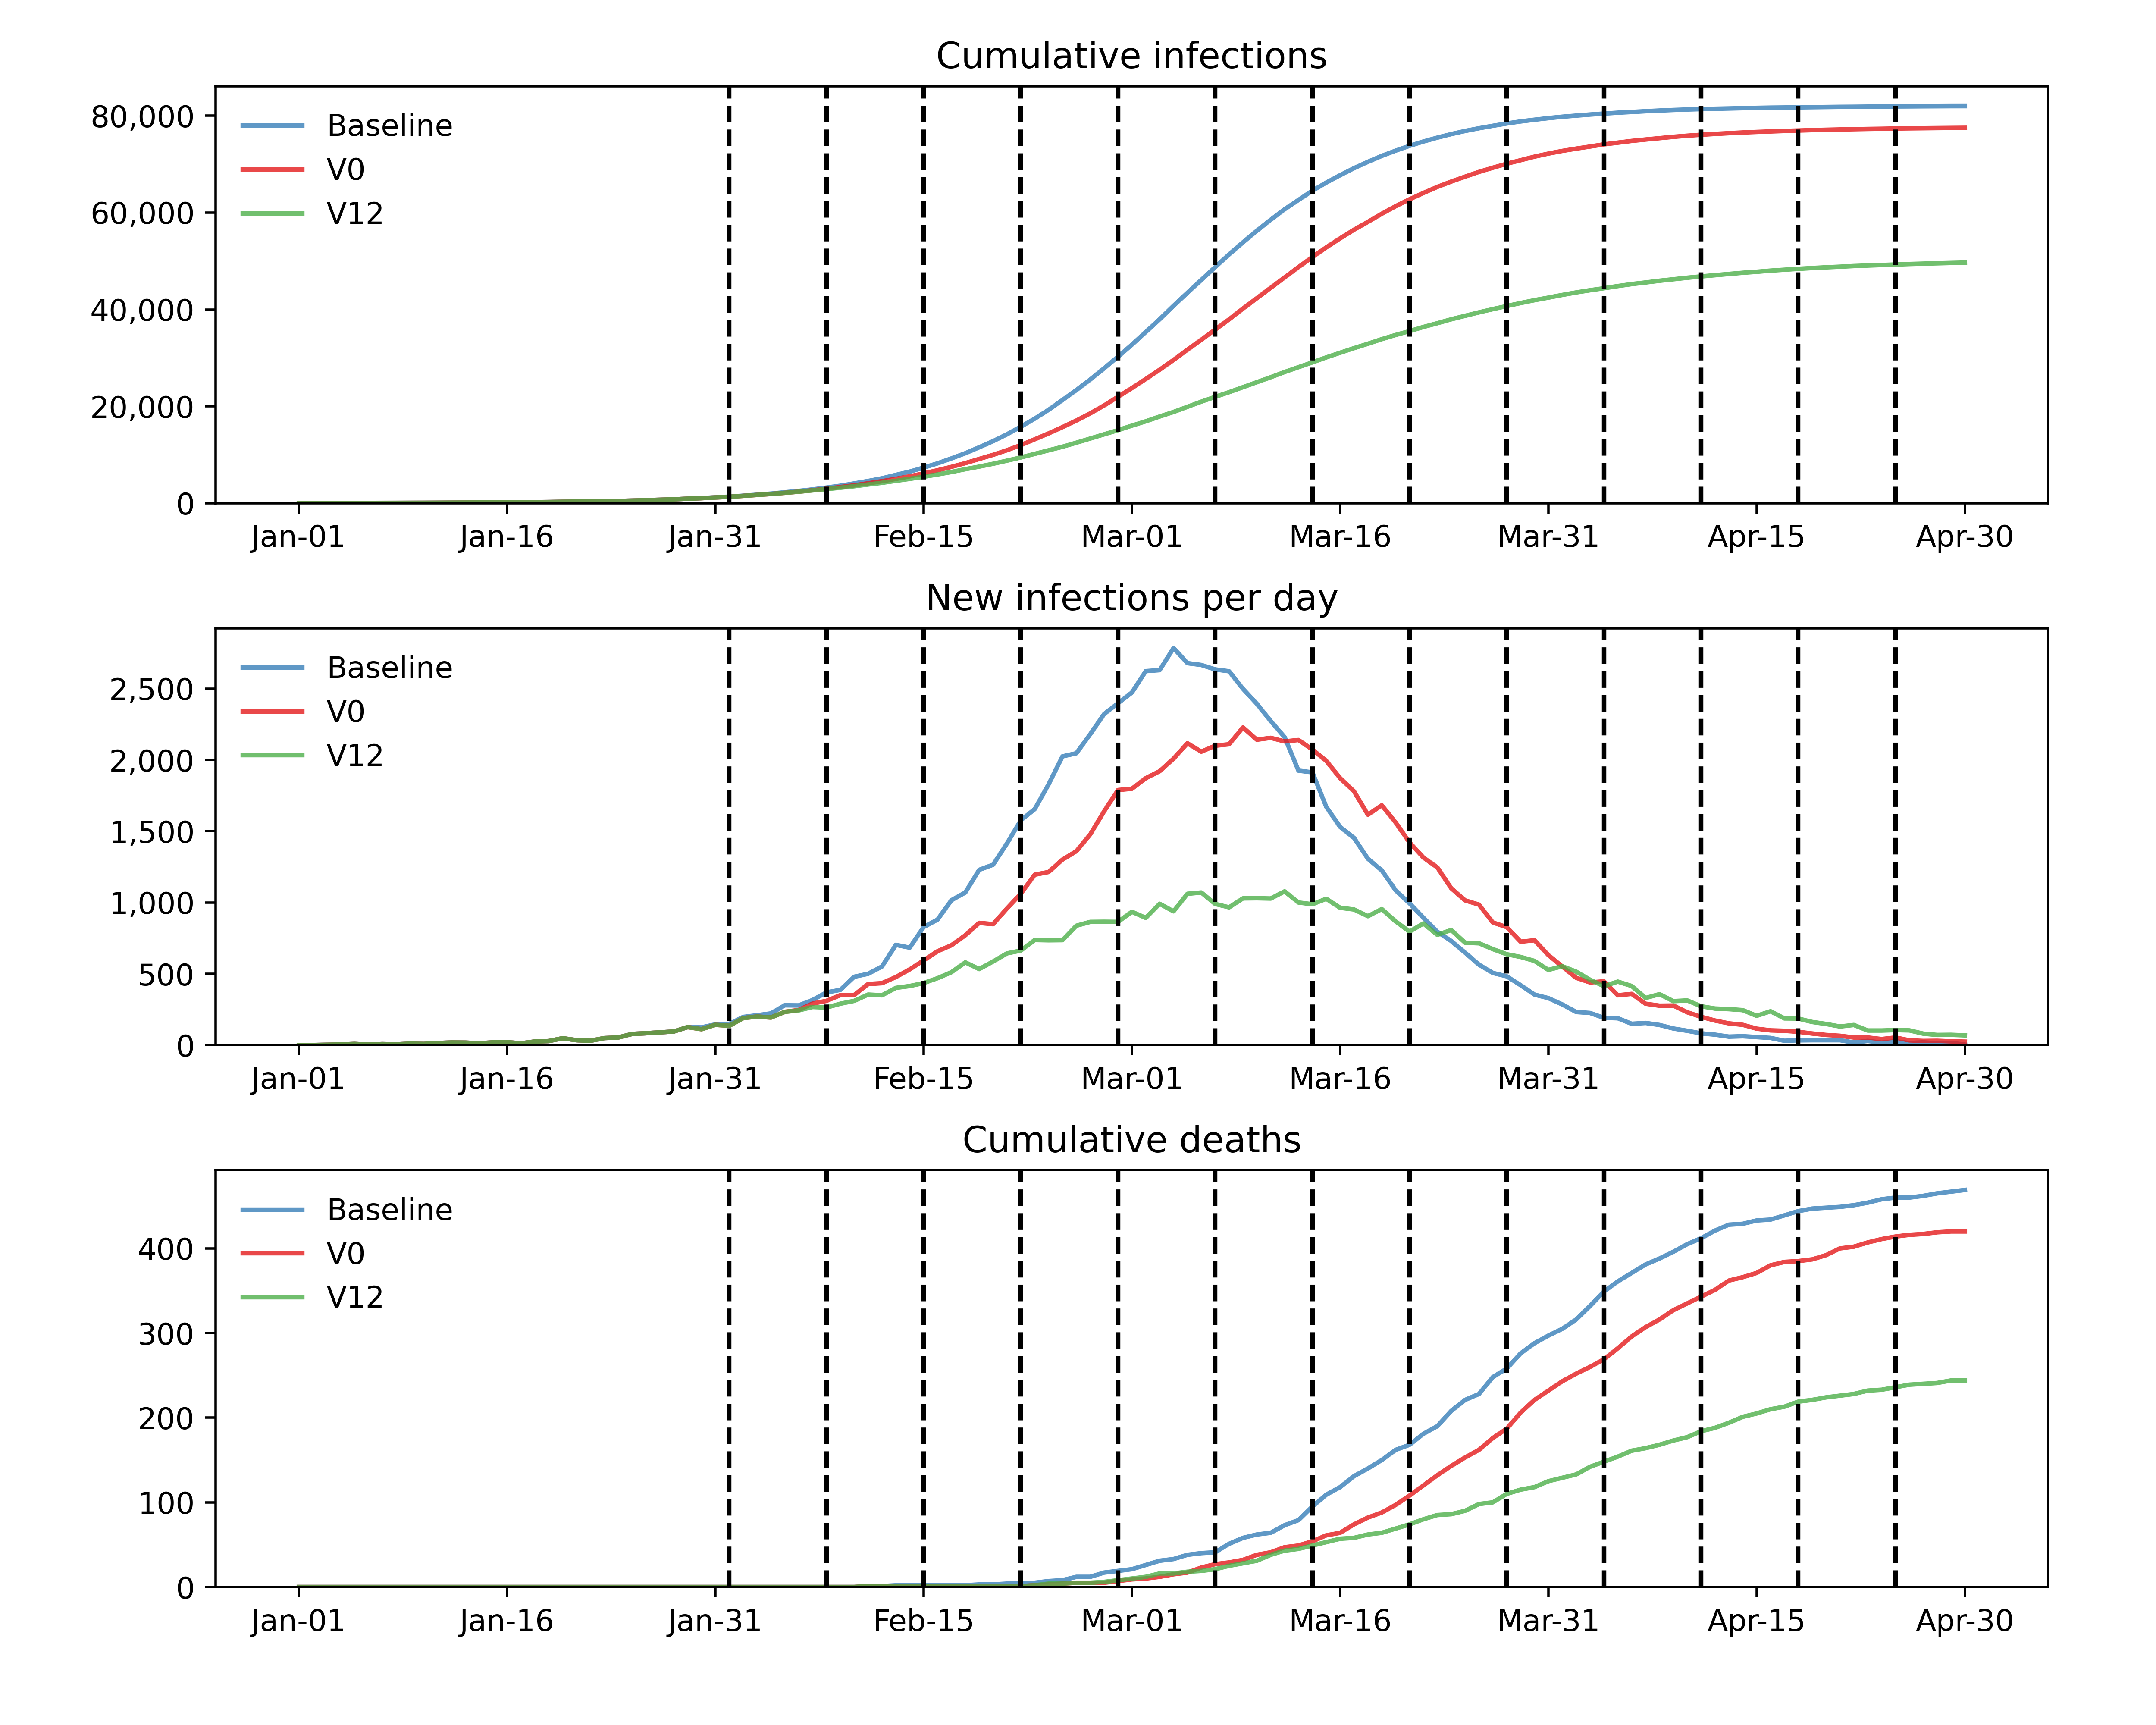 Cumulative infections
80,000
60,000
40,000
20,000
0
Baseline
V0
V12
Jan-01 Jan-16 Jan-31 Feb-15 Mar-01 Mar-16 Mar-31 Apr-15 Apr-30
New infections per day
2,500
2,000
1,500
1,000
500
0
Baseline
V0
V12
Jan-01 Jan-16 Jan-31 Feb-15 Mar-01 Mar-16 Mar-31 Apr-15 Apr-30
Cumulative deaths
400
300
200
100
0
Baseline
V0
V12
Jan-01 Jan-16 Jan-31 Feb-15 Mar-01 Mar-16 Mar-31 Apr-15 Apr-30